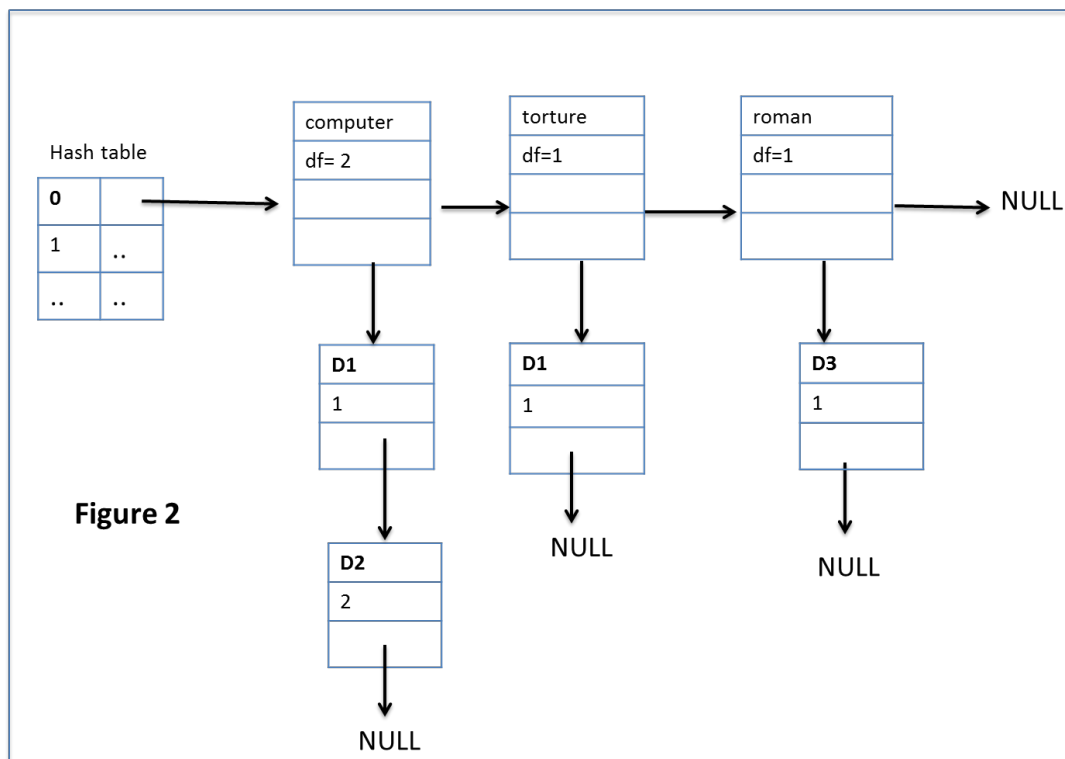 Hash table
0
1 ..
.. ..
computer
df= 2
torture
df=1
roman
df=1
NULL
D1
1
D1
1
D3
1
Figure 2
NULL
NULL
D2
2
NULL